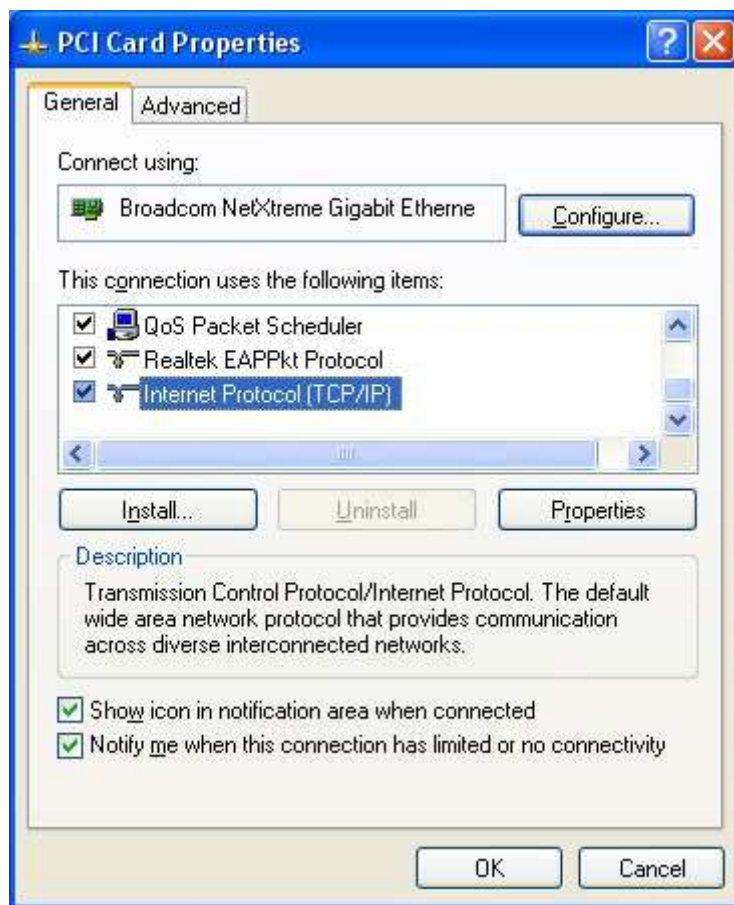 PCI Card Properties
General
Advanced
Connect using:
Broadcom NetXtreme Gigabit Etherne
Configure...
This connection uses the following items:
QoS Packet Scheduler
Realtek EAPPkt Protocol
Internet Protocol (TCP/IP)
Install...
Uninstall
Properties
Description
Transmission Control Protocol/Internet Protocol. The default
wide area network protocol that provides communication
across diverse interconnected networks.
Show icon in notification area when connected
Notify me when this connection has limited or no connectivity
OK
Cancel